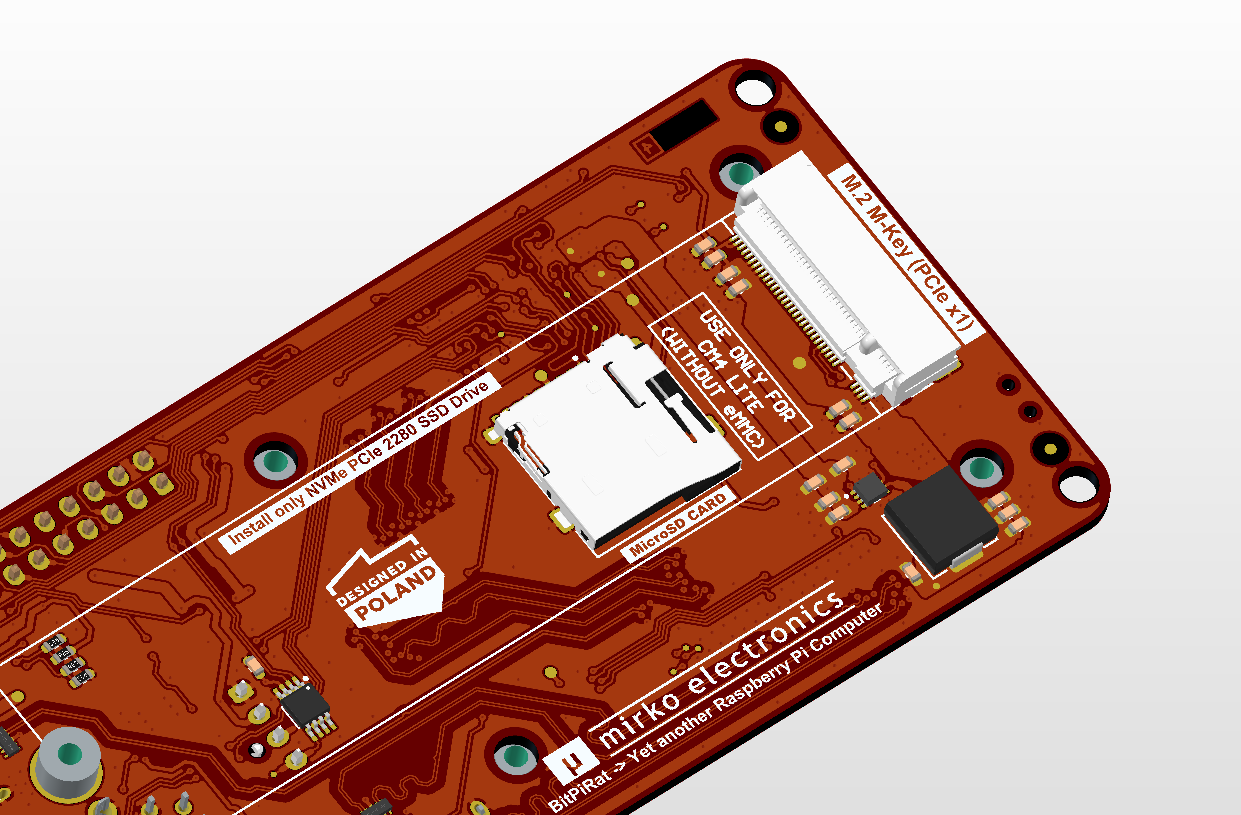 4
M.2 M-Key (PCIe x1)
USE ONLY FOR
CM4 LITE
(WITHOUT eMMC)
Install only NVMe PCIe 2280 SSD Drive
MicroSD CARD
DESIGNED IN
POLAND
µ mirko electronics
BitPiRat -> Yet another Raspberry Pi Computer